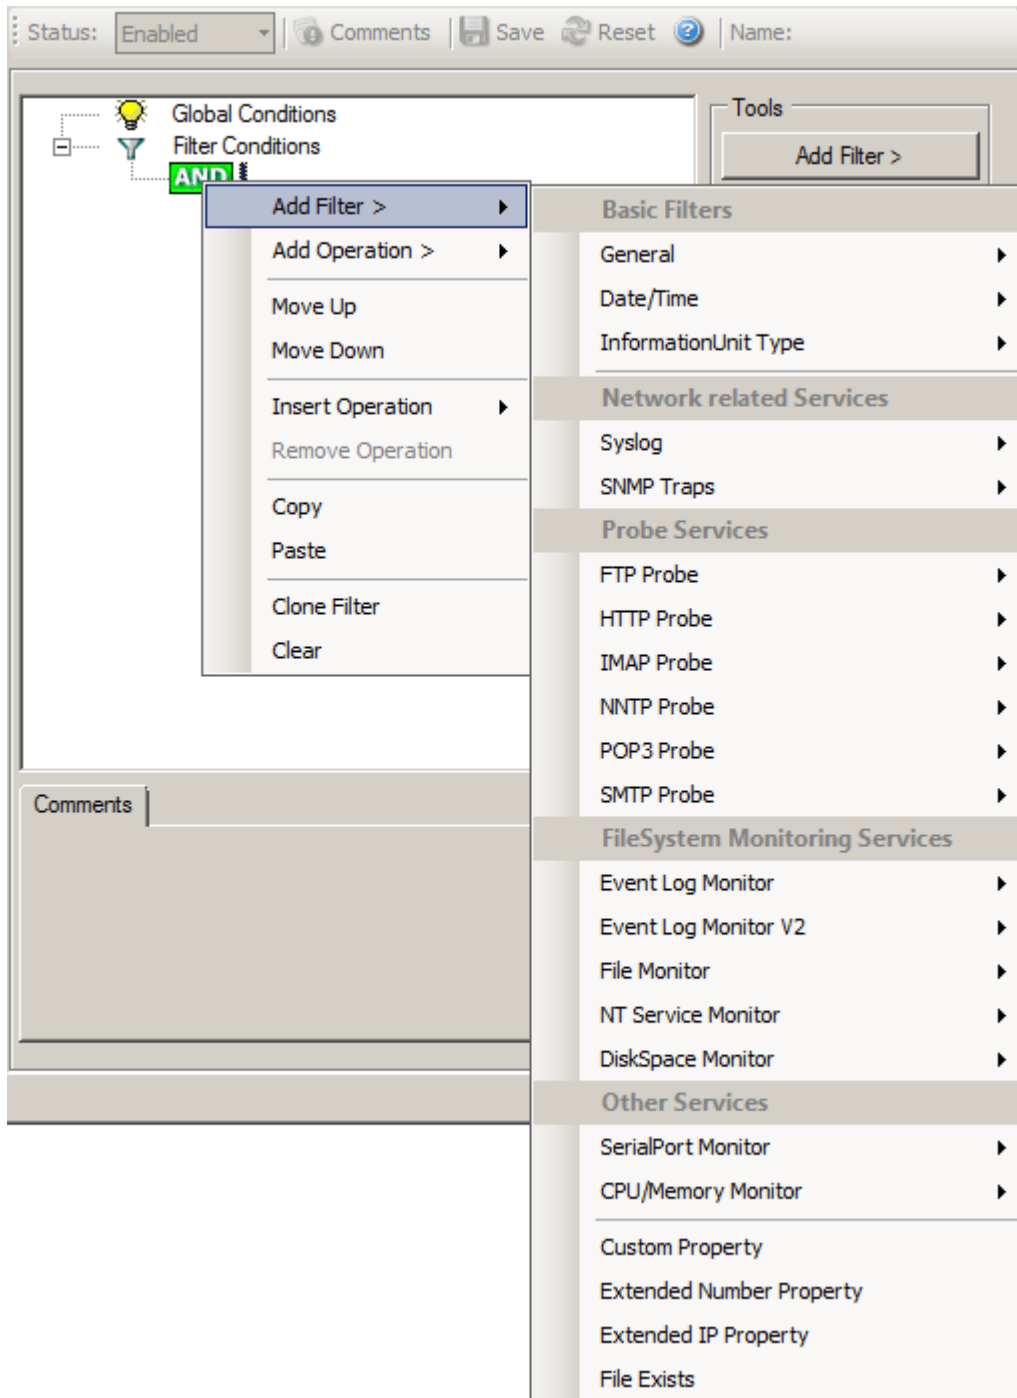 Status: Enabled Comments Save Reset Name:
Global Conditions
Filter Conditions
AND
Tools
Add Filter >
Add Filter >
Add Operation >
Move Up
Move Down
Insert Operation
Remove Operation
Copy
Paste
Clone Filter
Clear
Basic Filters
General
Date/Time
InformationUnit Type
Network related Services
Syslog
SNMP Traps
Probe Services
FTP Probe
HTTP Probe
IMAP Probe
NNTP Probe
POP3 Probe
SMTP Probe
FileSystem Monitoring Services
Event Log Monitor
Event Log Monitor V2
File Monitor
NT Service Monitor
DiskSpace Monitor
Other Services
SerialPort Monitor
CPU/Memory Monitor
Custom Property
Extended Number Property
Extended IP Property
File Exists
Comments